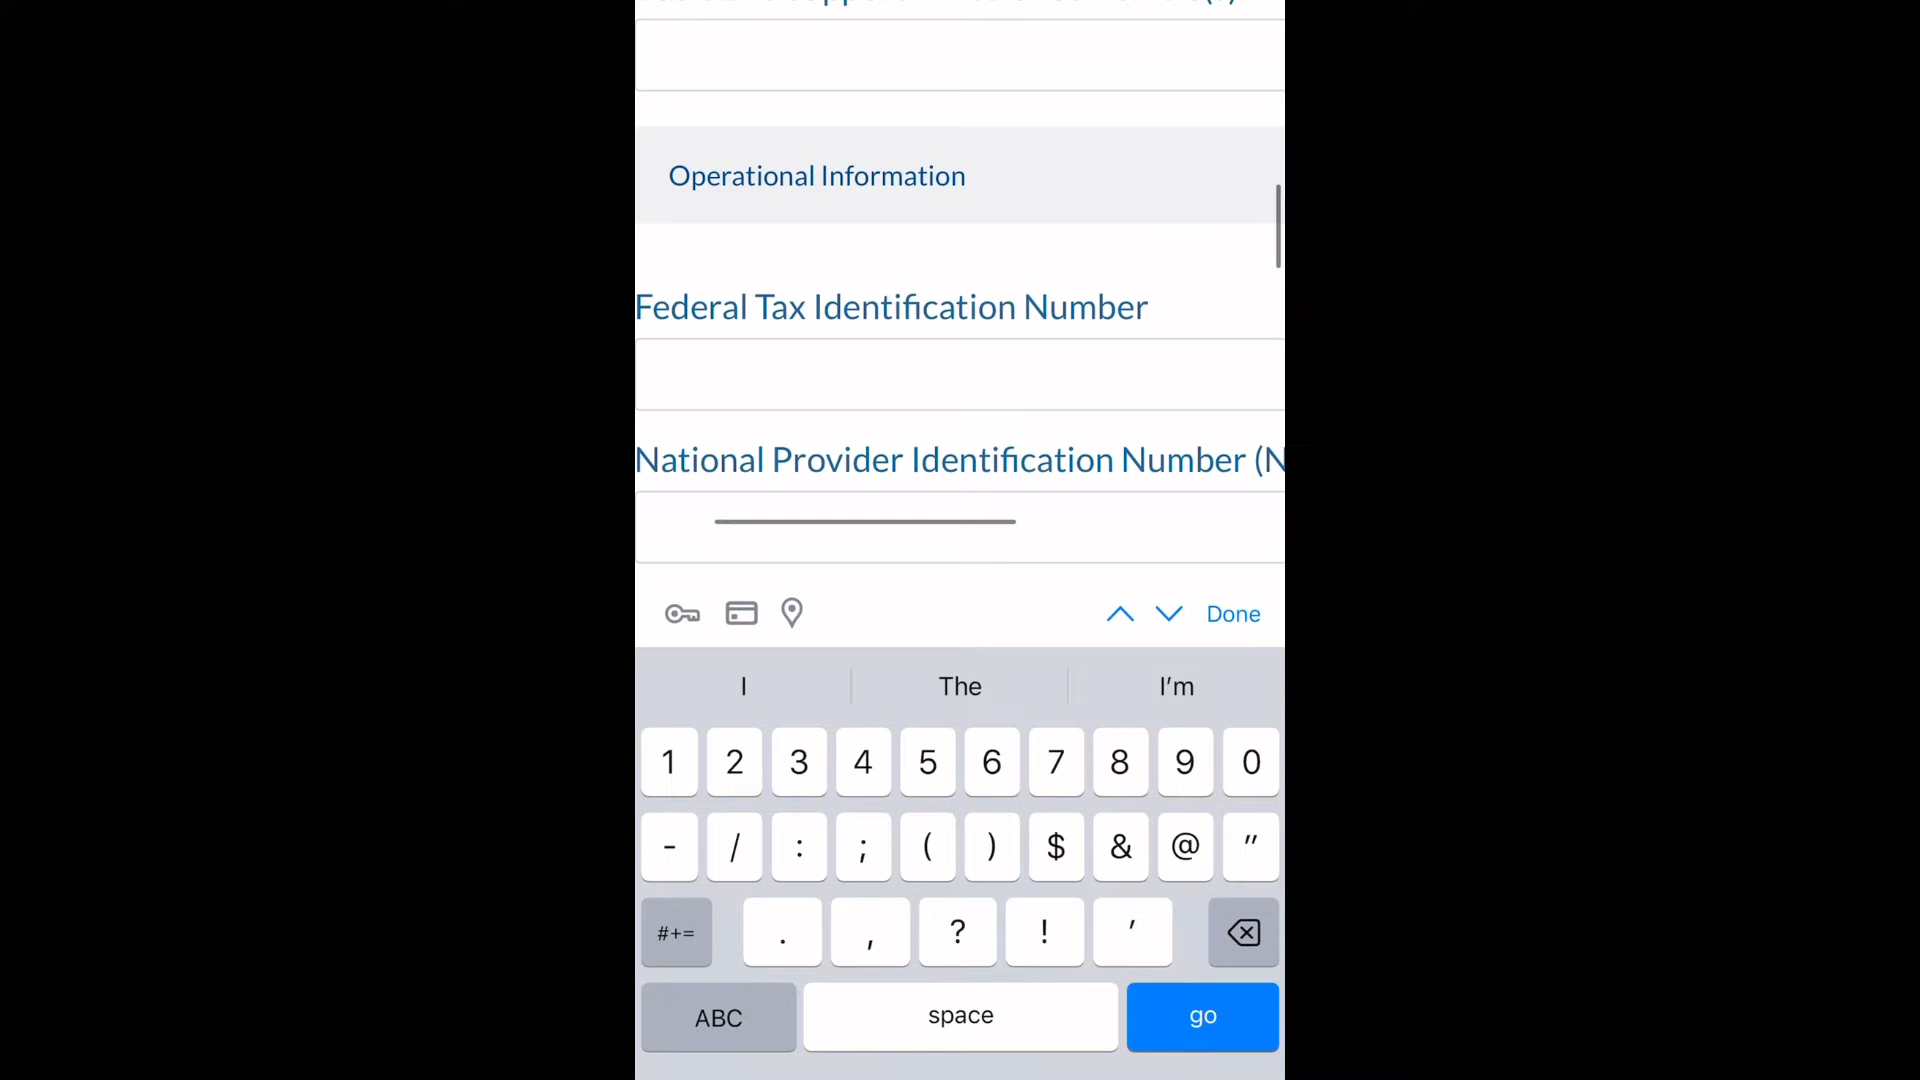 Operational Information
Federal Tax Identification Number
National Provider Identification Number (N
Done
I The I'm
1 2 3 4 5 6 7 8 9 0
- / : ; ( ) $ & @ "
#+= . , ? ! '
ABC space go